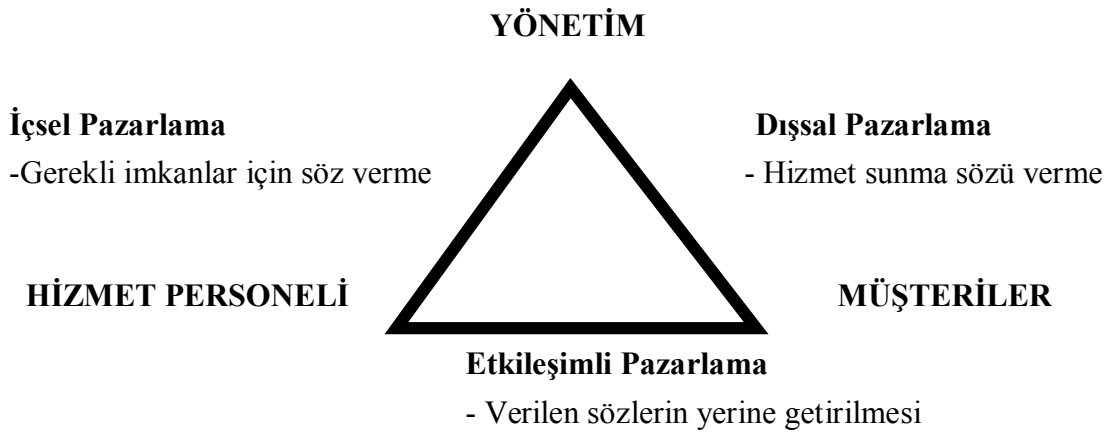 YÖNETİM
İçsel Pazarlama
Dışsal Pazarlama
-Gerekli imkanlar için söz verme
- Hizmet sunma sözü verme
HİZMET PERSONELİ
MÜŞTERİLER
Etkileşimli Pazarlama
- Verilen sözlerin yerine getirilmesi